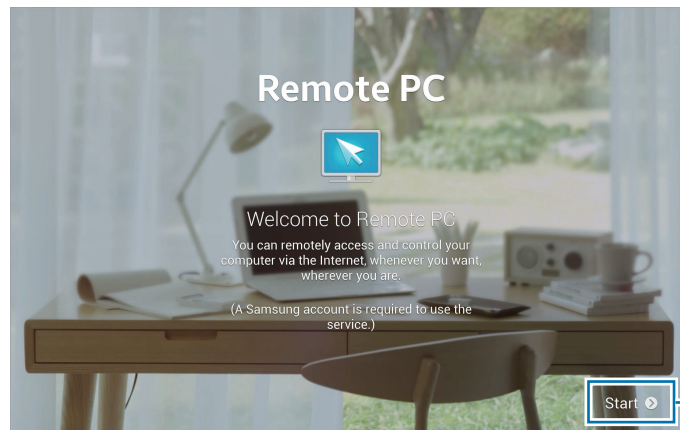 Remote PC
Welcome to Remote PC
You can remotely access and control your
computer via the Internet, whenever you want,
wherever you are.
(A Samsung account is required to use the
service.)
Start